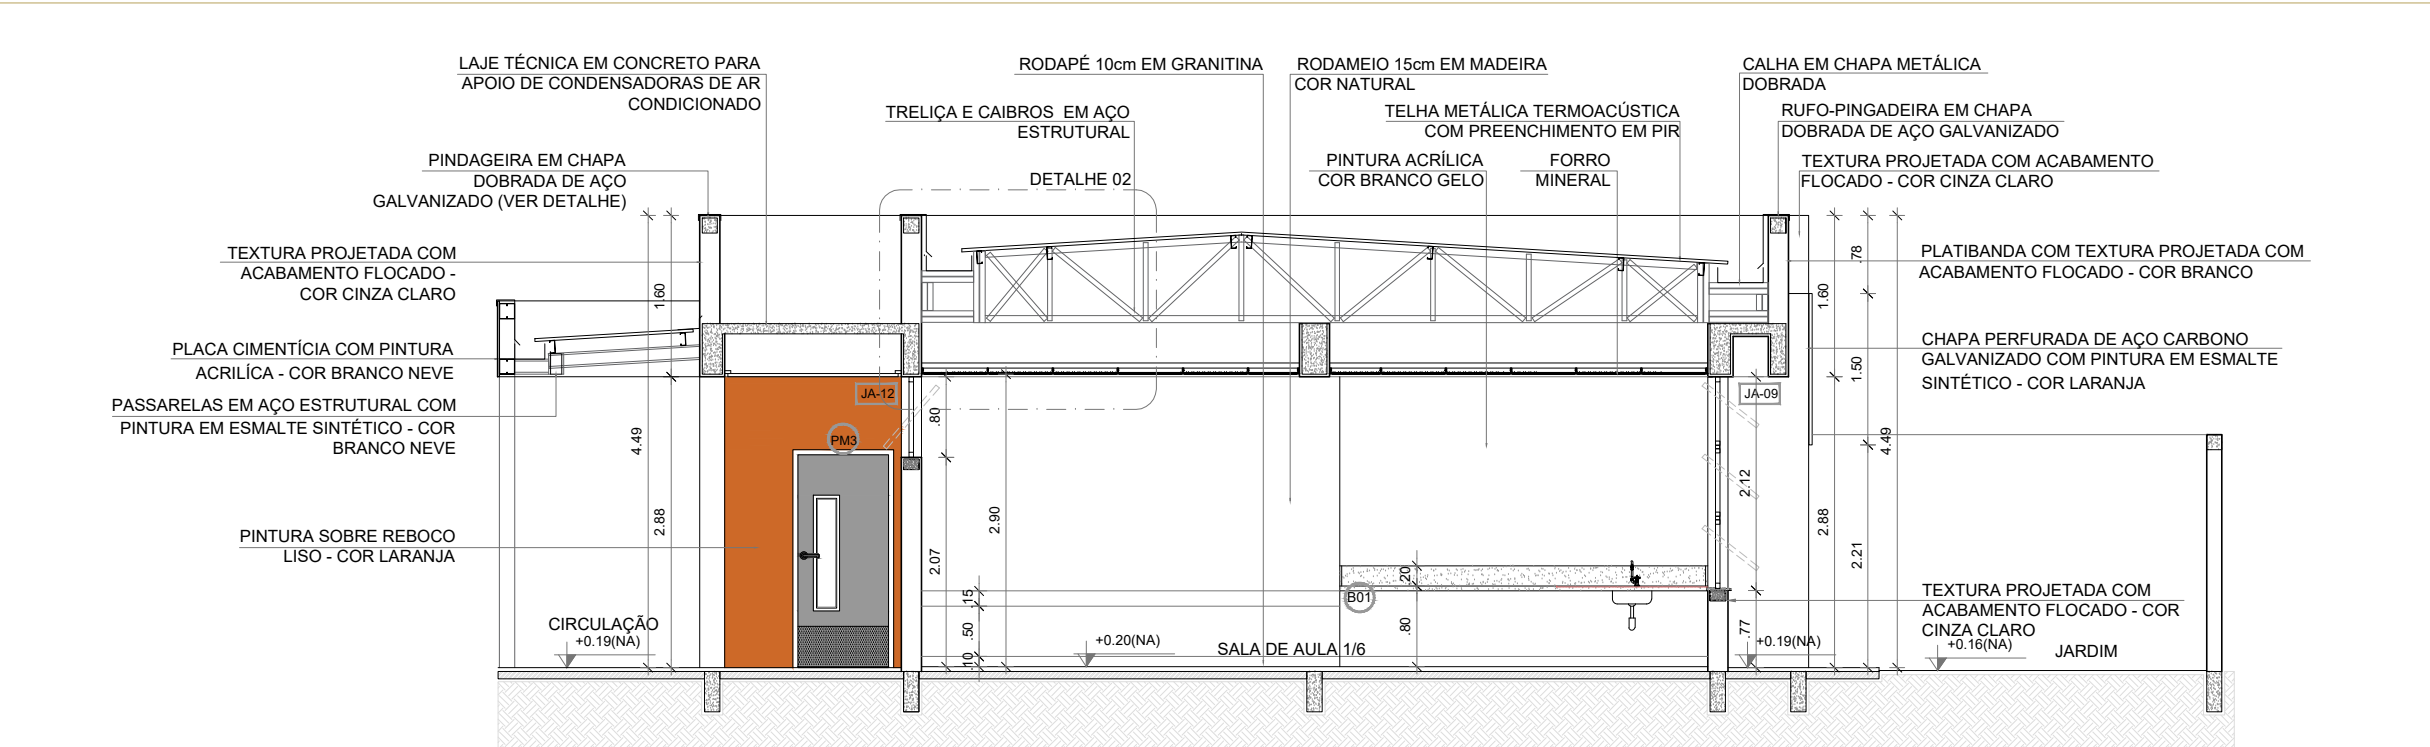 LAJE TÉCNICA EM CONCRETO PARA
APOIO DE CONDENSADORAS DE AR
CONDICIONADO
RODAPÉ 10cm EM GRANITINA
RODAMEIO 15cm EM MADEIRA
COR NATURAL
CALHA EM CHAPA METÁLICA
DOBRADA
TRELIÇA E CAIBROS EM AÇO
ESTRUTURAL
TELHA METÁLICA TERMOACÚSTICA
COM PREENCHIMENTO EM PIR
RUFO-PINGADEIRA EM CHAPA
DOBRADA DE AÇO GALVANIZADO
PINDAGEIRA EM CHAPA
DOBRADA DE AÇO
GALVANIZADO (VER DETALHE)
DETALHE 02
PINTURA ACRÍLICA
COR BRANCO GELO
FORRO
MINERAL
TEXTURA PROJETADA COM ACABAMENTO
FLOCADO - COR CINZA CLARO
TEXTURA PROJETADA COM
ACABAMENTO FLOCADO -
COR CINZA CLARO
PLATIBANDA COM TEXTURA PROJETADA COM
ACABAMENTO FLOCADO - COR BRANCO
PLACA CIMENTÍCIA COM PINTURA
ACRILÍCA - COR BRANCO NEVE
CHAPA PERFURADA DE AÇO CARBONO
GALVANIZADO COM PINTURA EM ESMALTE
SINTÉTICO - COR LARANJA
PASSARELAS EM AÇO ESTRUTURAL COM
PINTURA EM ESMALTE SINTÉTICO - COR
BRANCO NEVE
PINTURA SOBRE REBOCO
LISO - COR LARANJA
4.49
1.60
2.88
JA-12
PM3
.80
2.07
2.90
.15
.50
.10
.20
.80
B01
JA-09
2.12
.77
1.60
2.88
.78
1.50
2.21
4.49
TEXTURA PROJETADA COM
ACABAMENTO FLOCADO - COR
CINZA CLARO
CIRCULAÇÃO
+0.19(NA)
+0.20(NA)
SALA DE AULA 1/6
+0.19(NA)
+0.16(NA)
JARDIM